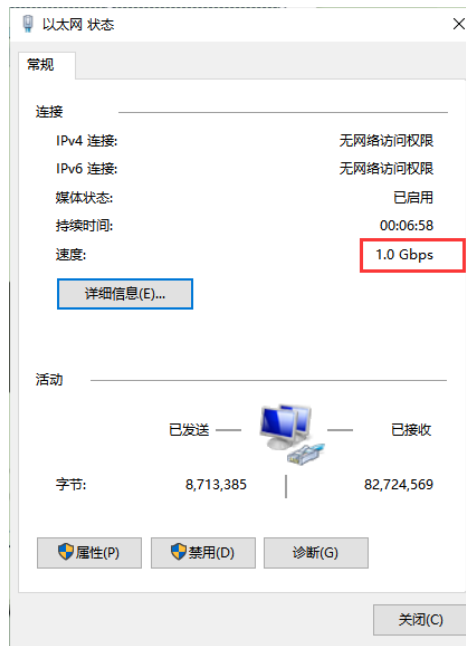 以太网 状态
常规
连接
IPv4 连接: 无网络访问权限
IPv6 连接: 无网络访问权限
媒体状态: 已启用
持续时间: 00:06:58
速度: 1.0 Gbps
详细信息(E)...
活动
已发送 — — 已接收
字节: 8,713,385 82,724,569
属性(P) 禁用(D) 诊断(G)
关闭(C)